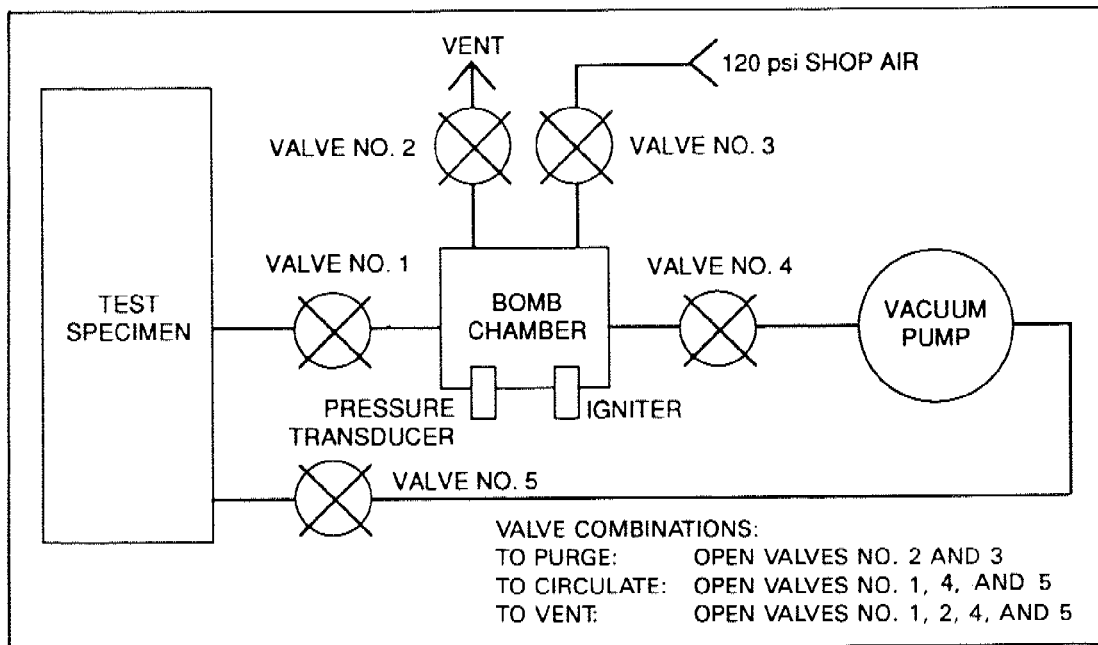 VENT
120 psi SHOP AIR
VALVE NO. 2
VALVE NO. 3
VALVE NO. 1
VALVE NO. 4
TEST
SPECIMEN
BOMB
CHAMBER
VACUUM
PUMP
PRESSURE
TRANSDUCER
IGNITER
VALVE NO. 5
VALVE COMBINATIONS:
TO PURGE: OPEN VALVES NO. 2 AND 3
TO CIRCULATE: OPEN VALVES NO. 1, 4, AND 5
TO VENT: OPEN VALVES NO. 1, 2, 4, AND 5